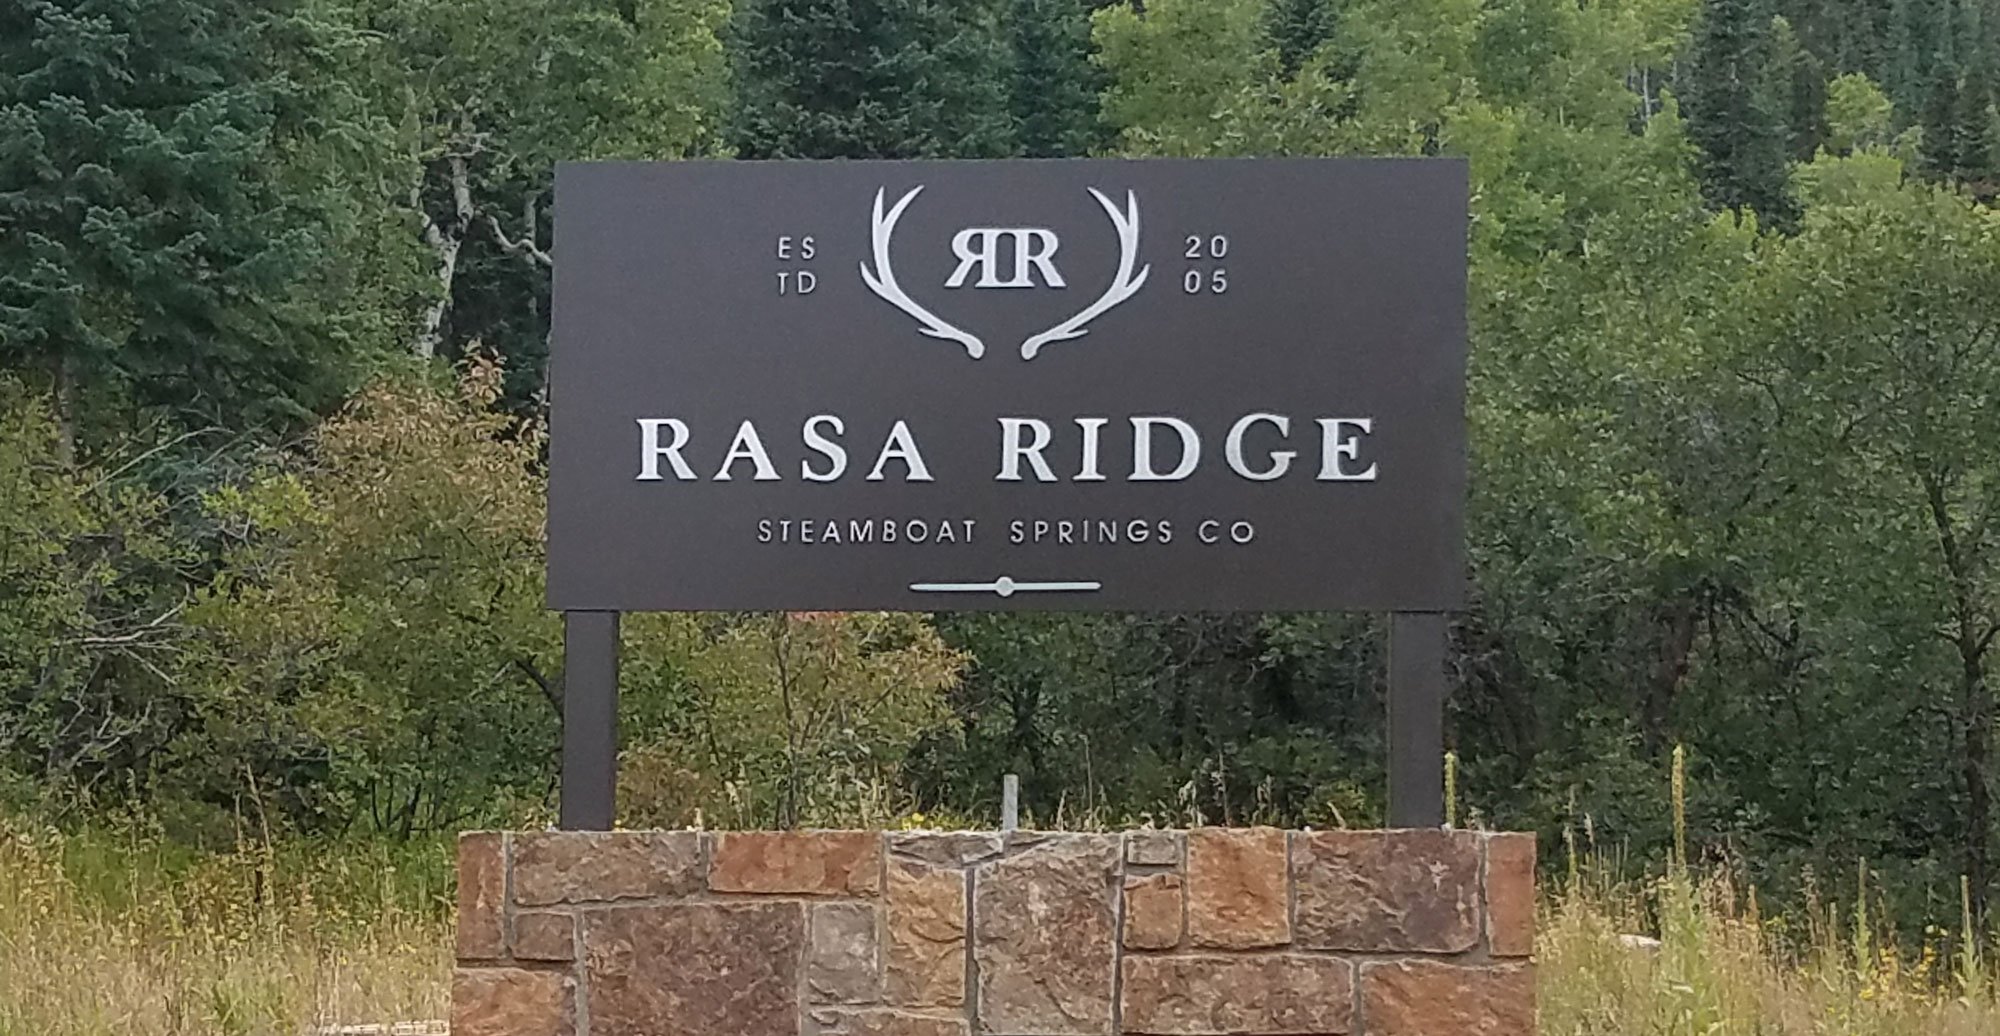 ES
TD
RR
20
05
RASA RIDGE
STEAMBOAT SPRINGS CO